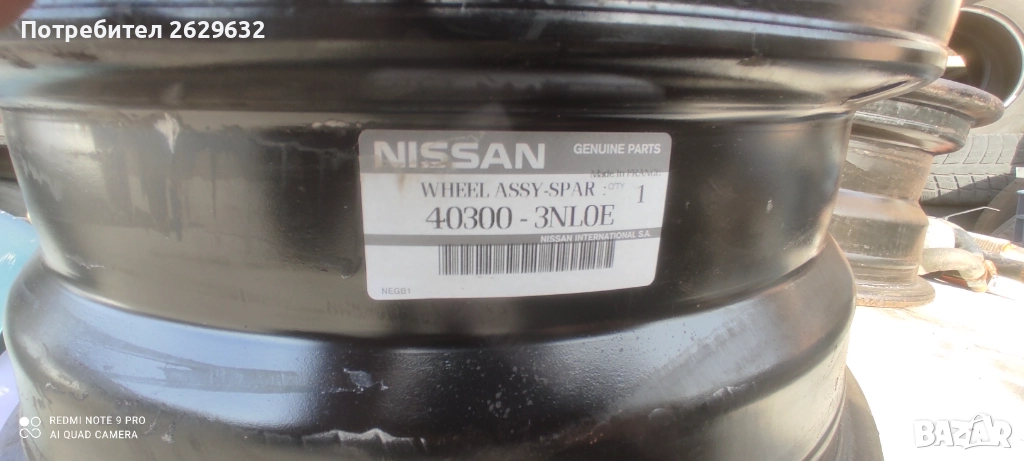 Потребител 2629632
NISSAN GENUINE PARTS
Made In FRANCE
WHEEL ASSY-SPAR : QTY 1
40300 - 3NL0E
NISSAN INTERNATIONAL S.A.
NEGB1
REDMI NOTE 9 PRO
AI QUAD CAMERA
BAZAR